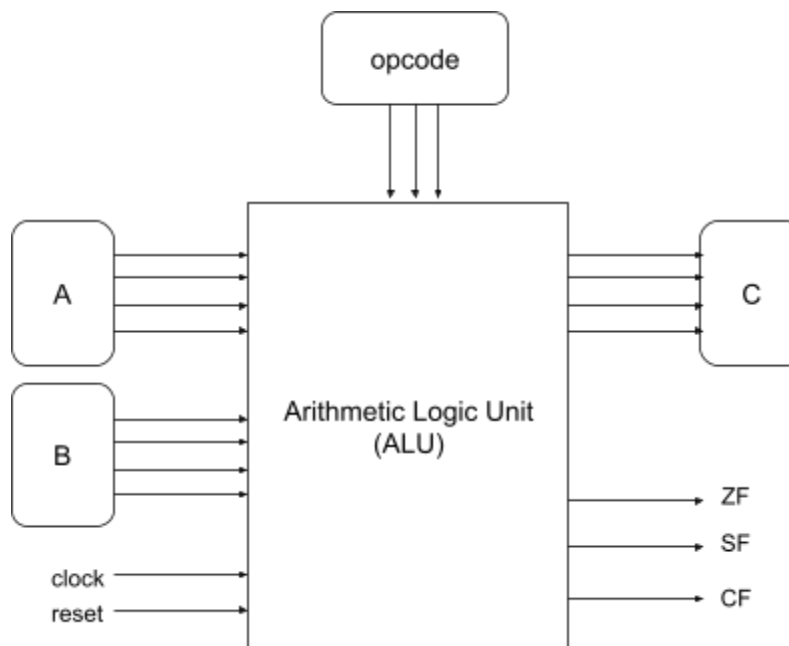 opcode
A
C
Arithmetic Logic Unit
(ALU)
B
ZF
SF
clock
CF
reset